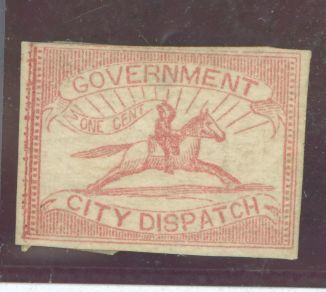 GOVERNMENT
ONE CENT
CITY DISPATCH